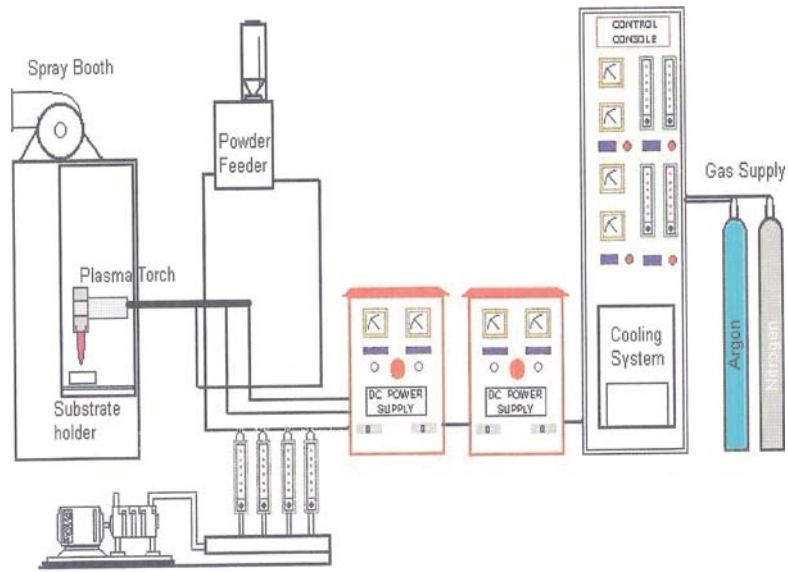 CONTROL
CONSOLE
Spray Booth
Powder
Feeder
Gas Supply
Plasma Torch
Cooling
System
Argon
Nitrogen
DC POWER
SUPPLY
DC POWER
SUPPLY
Substrate
holder